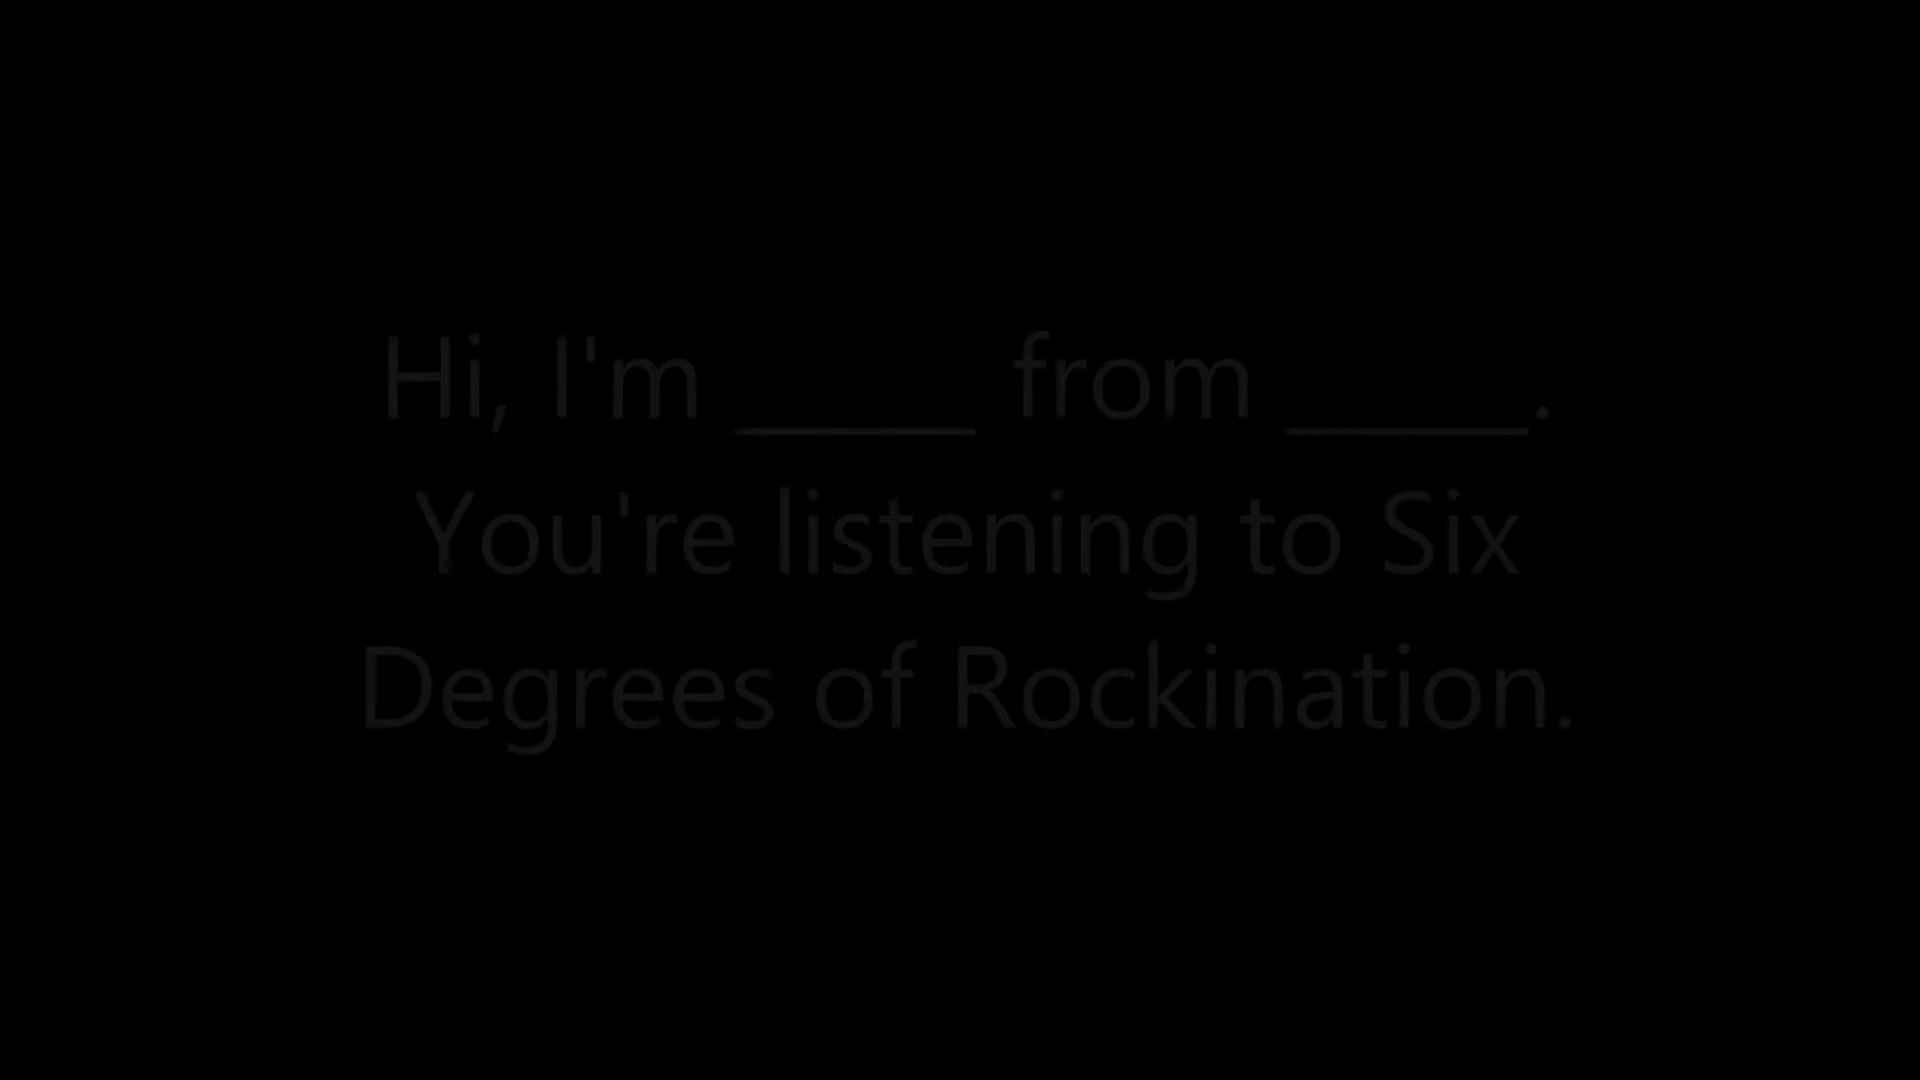 Hi, I'm _____ from _____.
You're listening to Six
Degrees of Rockination.